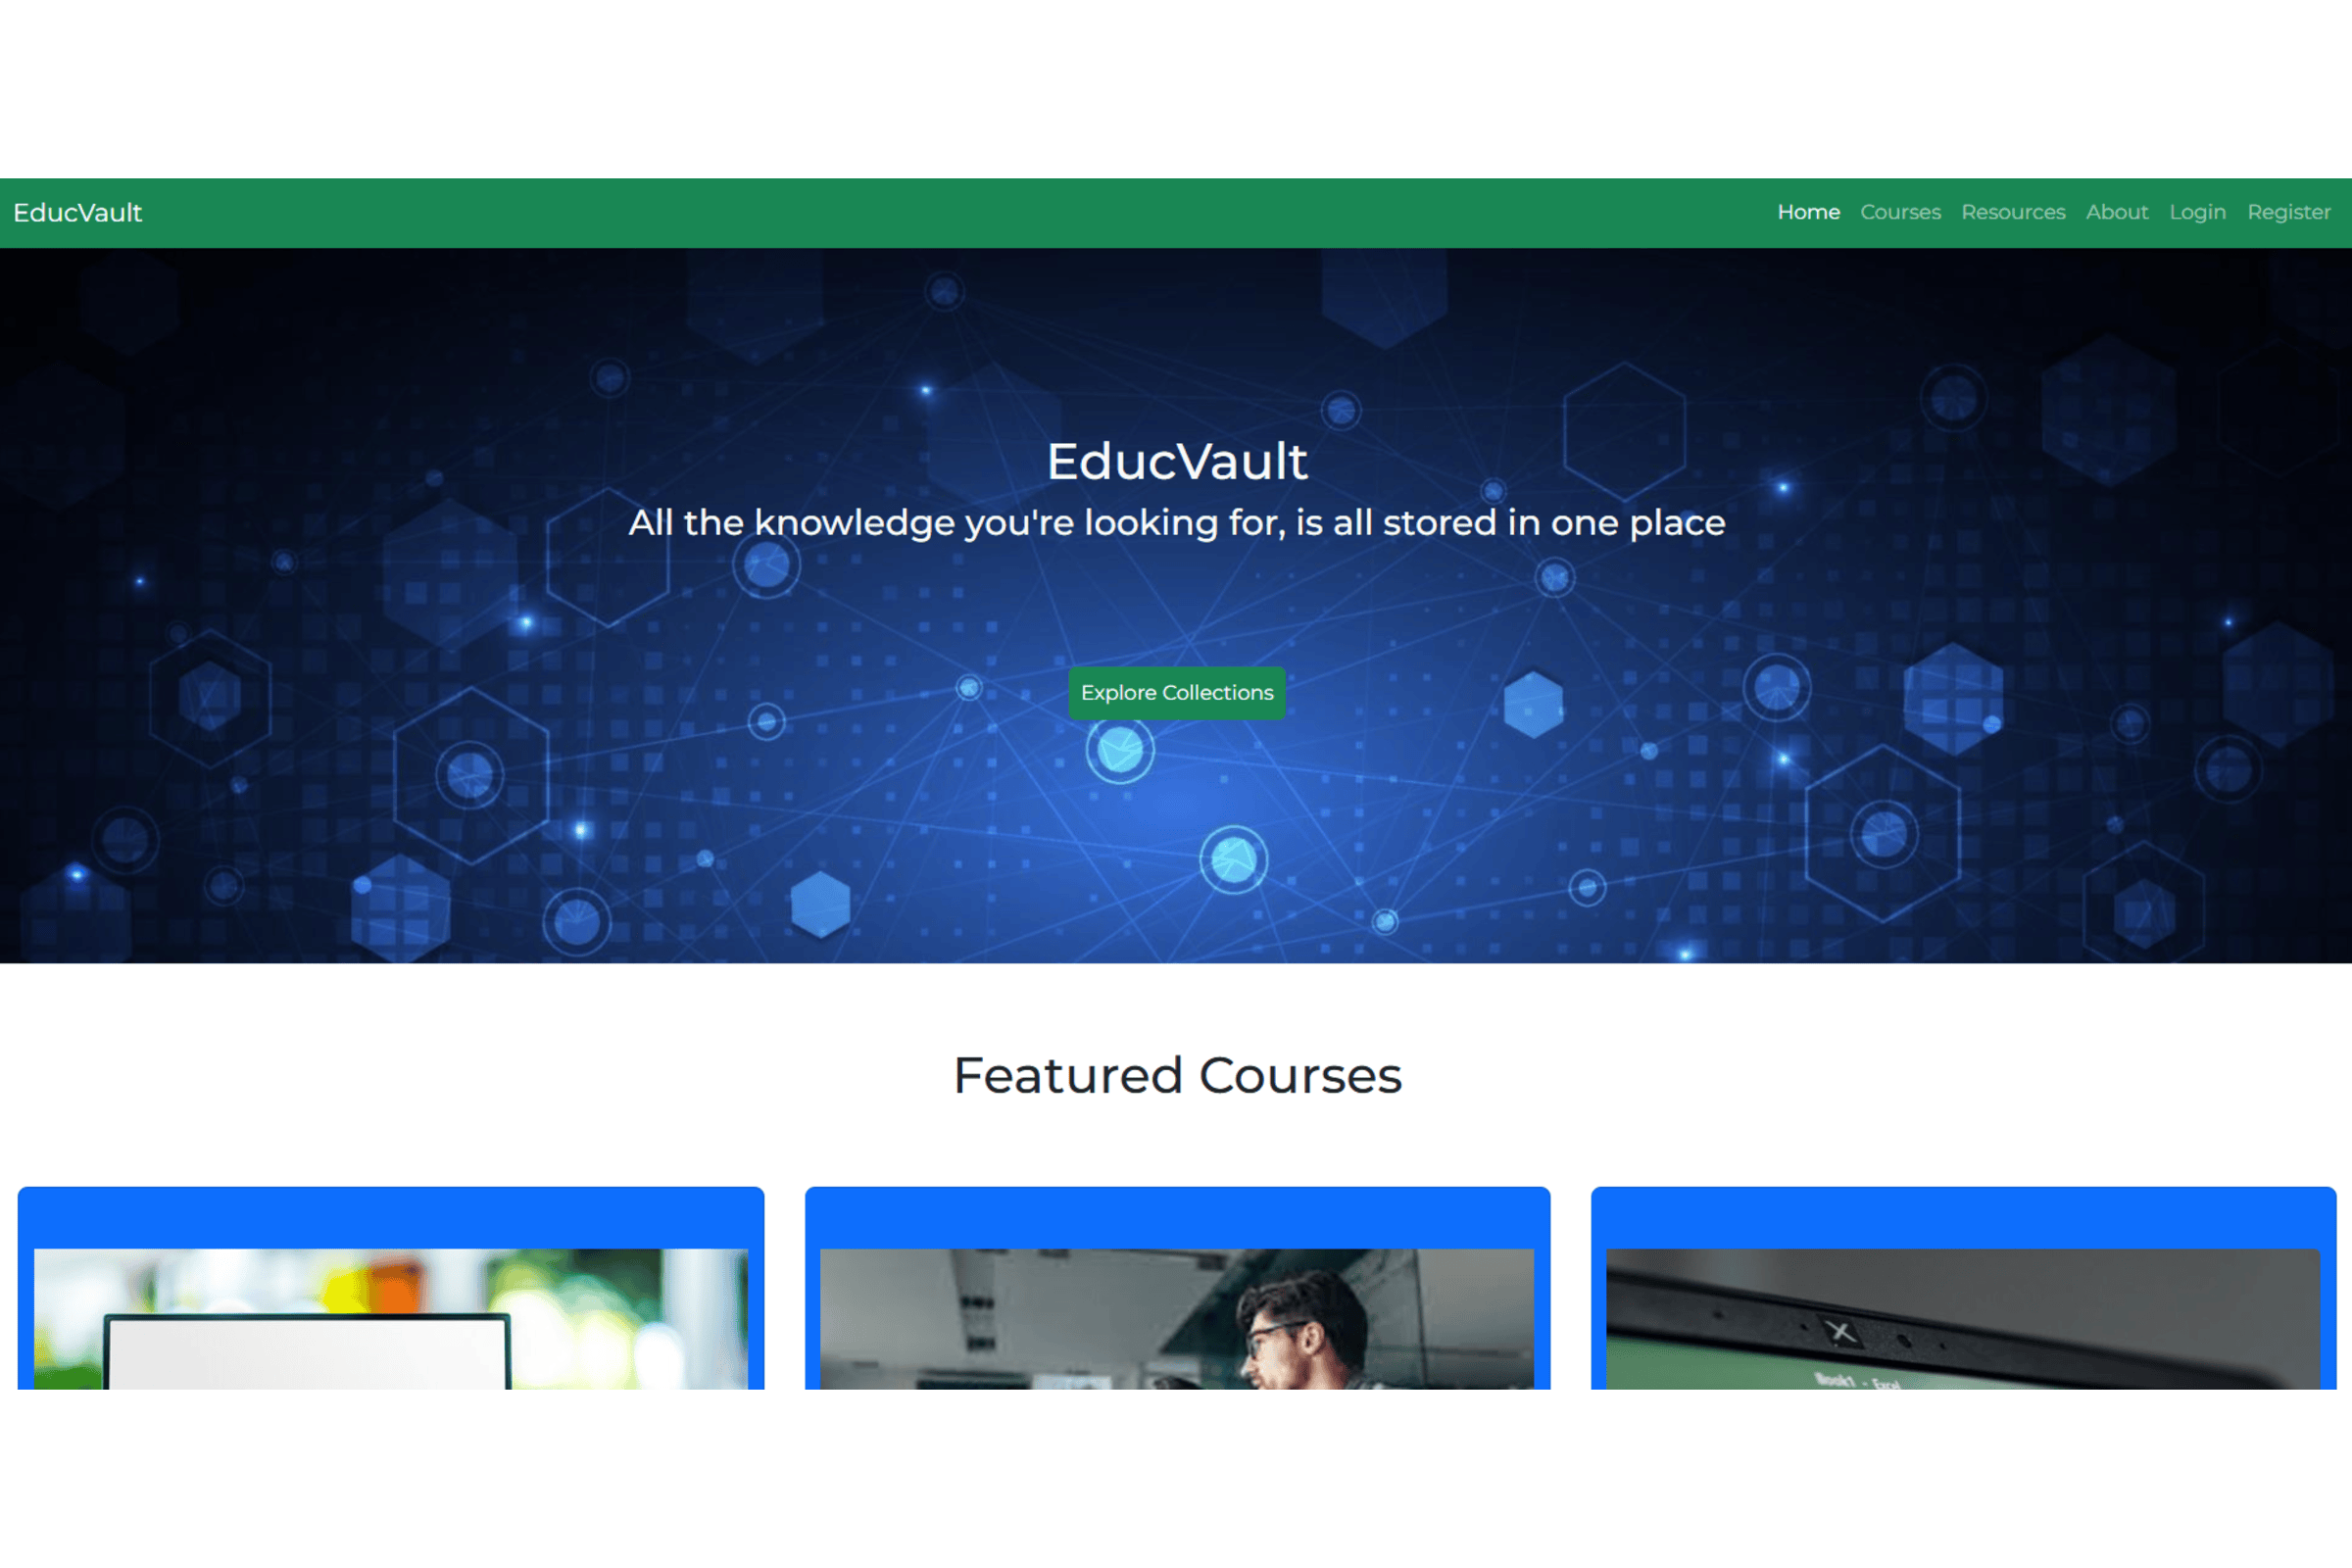 EducVault
Home Courses Resources About Login Register
EducVault
All the knowledge you're looking for, is all stored in one place
Explore Collections
Featured Courses
Book1 - Excel